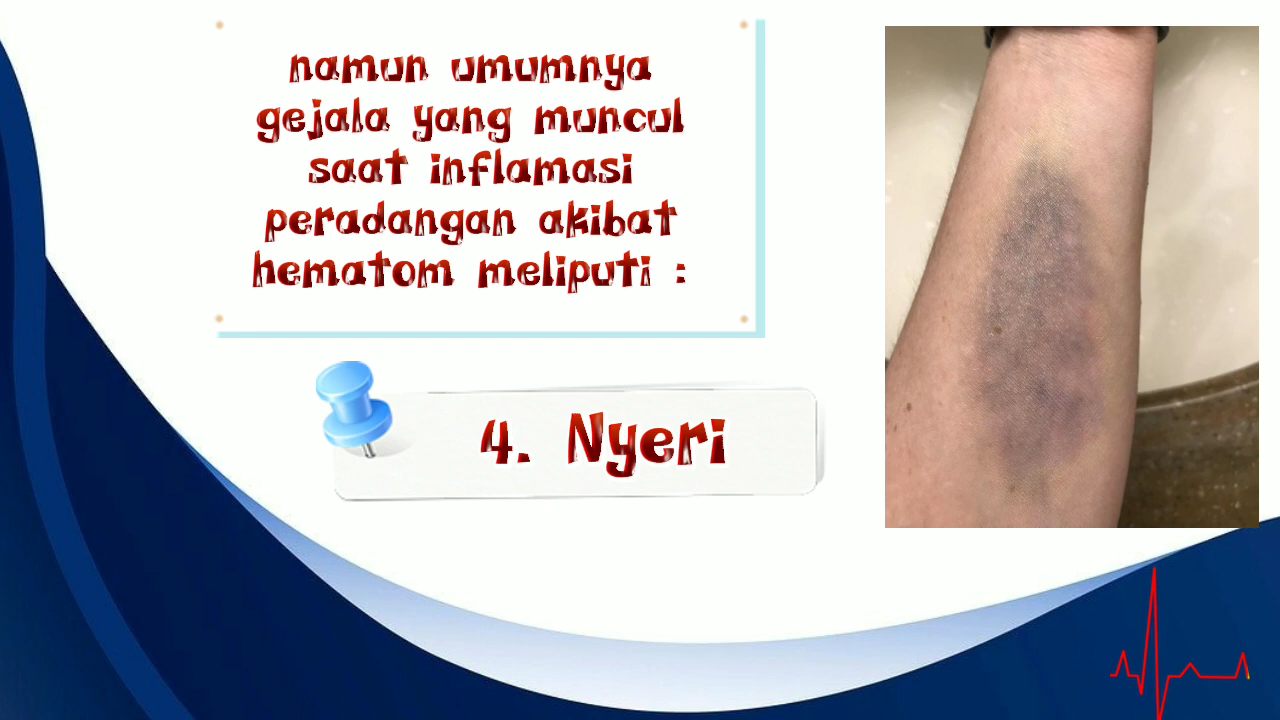 namun umumnya
gejala yang muncul
saat inflamasi
peradangan akibat
hematom meliputi :
4. Nyeri